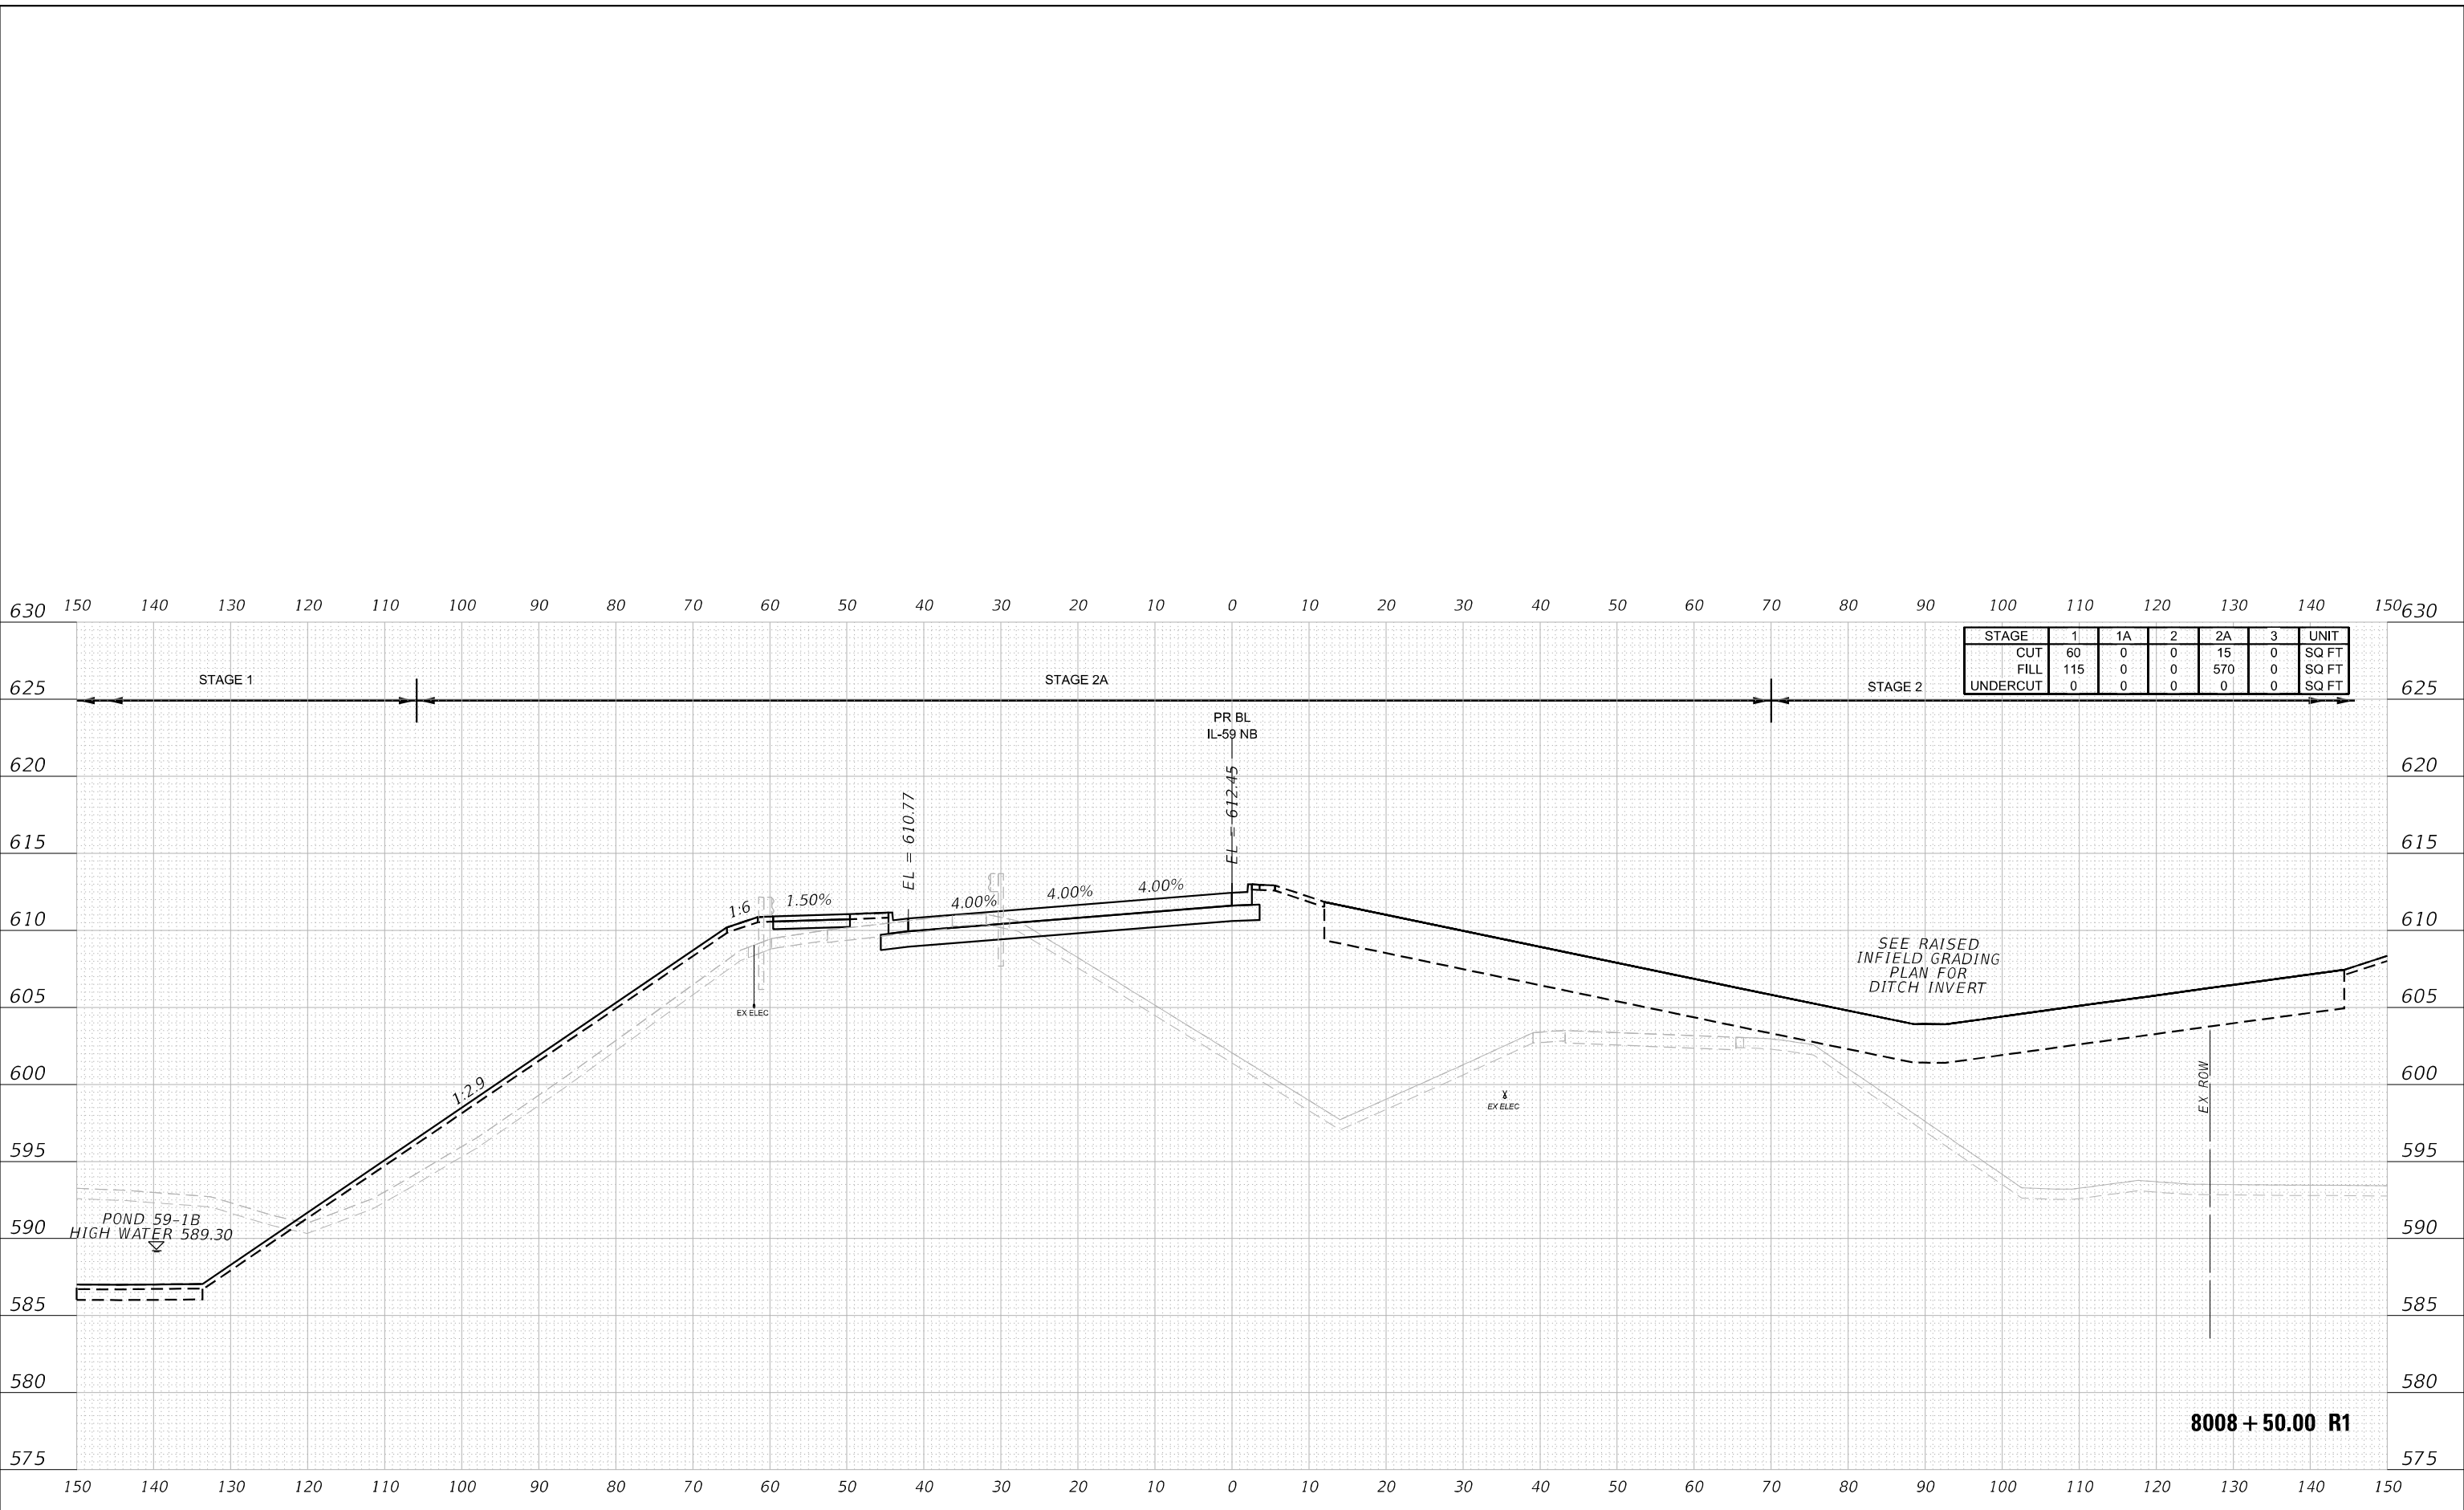 630 150 140 130 120 110 100 90 80 70 60 50 40 30 20 10 0 10 20 30 40 50 60 70 80 90 100 110 120 130 140 150 630
STAGE 1 1A 2 2A 3 UNIT
CUT 60 0 0 15 0 SQ FT
FILL 115 0 0 570 0 SQ FT
UNDERCUT 0 0 0 0 0 SQ FT
STAGE 1
STAGE 2A
STAGE 2
625 625
PR BL
IL-59 NB
620 620
EL = 610.77
EL = 612.45
615 615
1:6
1.50%
4.00%
4.00%
4.00%
610 610
SEE RAISED
INFIELD GRADING
PLAN FOR
DITCH INVERT
605 605
EX ELEC
1:2.9
600 600
EX ELEC
EX ROW
595 595
POND 59-1B
HIGH WATER 589.30
590 590
585 585
580 580
8008+50.00 R1
575 575
150 140 130 120 110 100 90 80 70 60 50 40 30 20 10 0 10 20 30 40 50 60 70 80 90 100 110 120 130 140 150